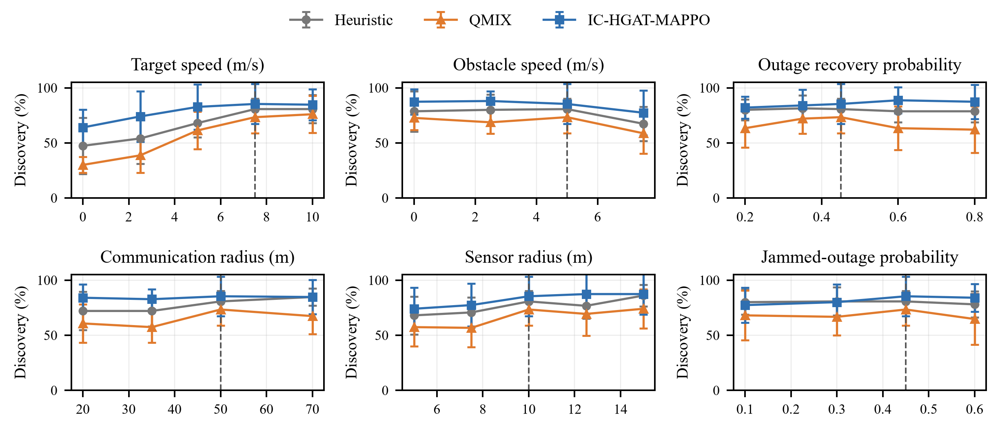 Heuristic QMIX IC-HGAT-MAPPO
Target speed (m/s)
Discovery (%)
100
50
0
0 2 4 6 8 10
Obstacle speed (m/s)
Discovery (%)
100
50
0
0 2 4 6
Outage recovery probability
Discovery (%)
100
50
0
0.2 0.4 0.6 0.8
Communication radius (m)
Discovery (%)
100
50
0
20 30 40 50 60 70
Sensor radius (m)
Discovery (%)
100
50
0
6 8 10 12 14
Jammed-outage probability
Discovery (%)
100
50
0
0.1 0.2 0.3 0.4 0.5 0.6